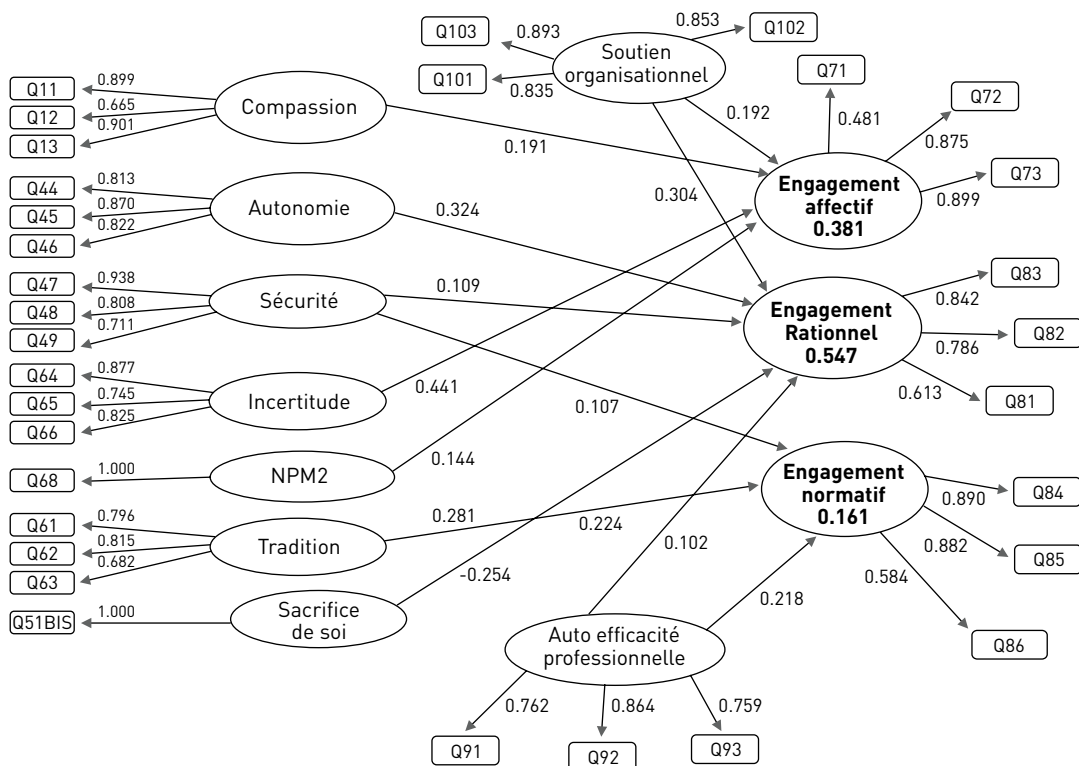 Q103
0.893
0.853
Q102
Soutien
organisationnel
Q101
0.835
Q71
Q72
0.192
0.481
0.875
Q11
0.899
Q12
0.665
Q13
0.901
Compassion
0.191
Engagement
affectif
0.381
Q73
0.899
0.304
Q44
0.813
Q45
0.870
Q46
0.822
Autonomie
0.324
Q47
0.938
Q48
0.808
Q49
0.711
Sécurité
0.109
Engagement
Rationnel
0.547
Q83
0.842
Q82
0.786
Q81
0.613
Q64
0.877
Q65
0.745
Q66
0.825
Incertitude
0.441
0.107
Q68
1.000
NPM2
0.144
Engagement
normatif
0.161
Q84
0.890
Q85
0.882
Q86
0.584
Q61
0.796
Q62
0.815
Q63
0.682
Tradition
0.281
0.224
0.102
-0.254
0.218
Q51BIS
1.000
Sacrifice
de soi
Auto efficacité
professionnelle
0.762
0.864
0.759
Q91
Q92
Q93